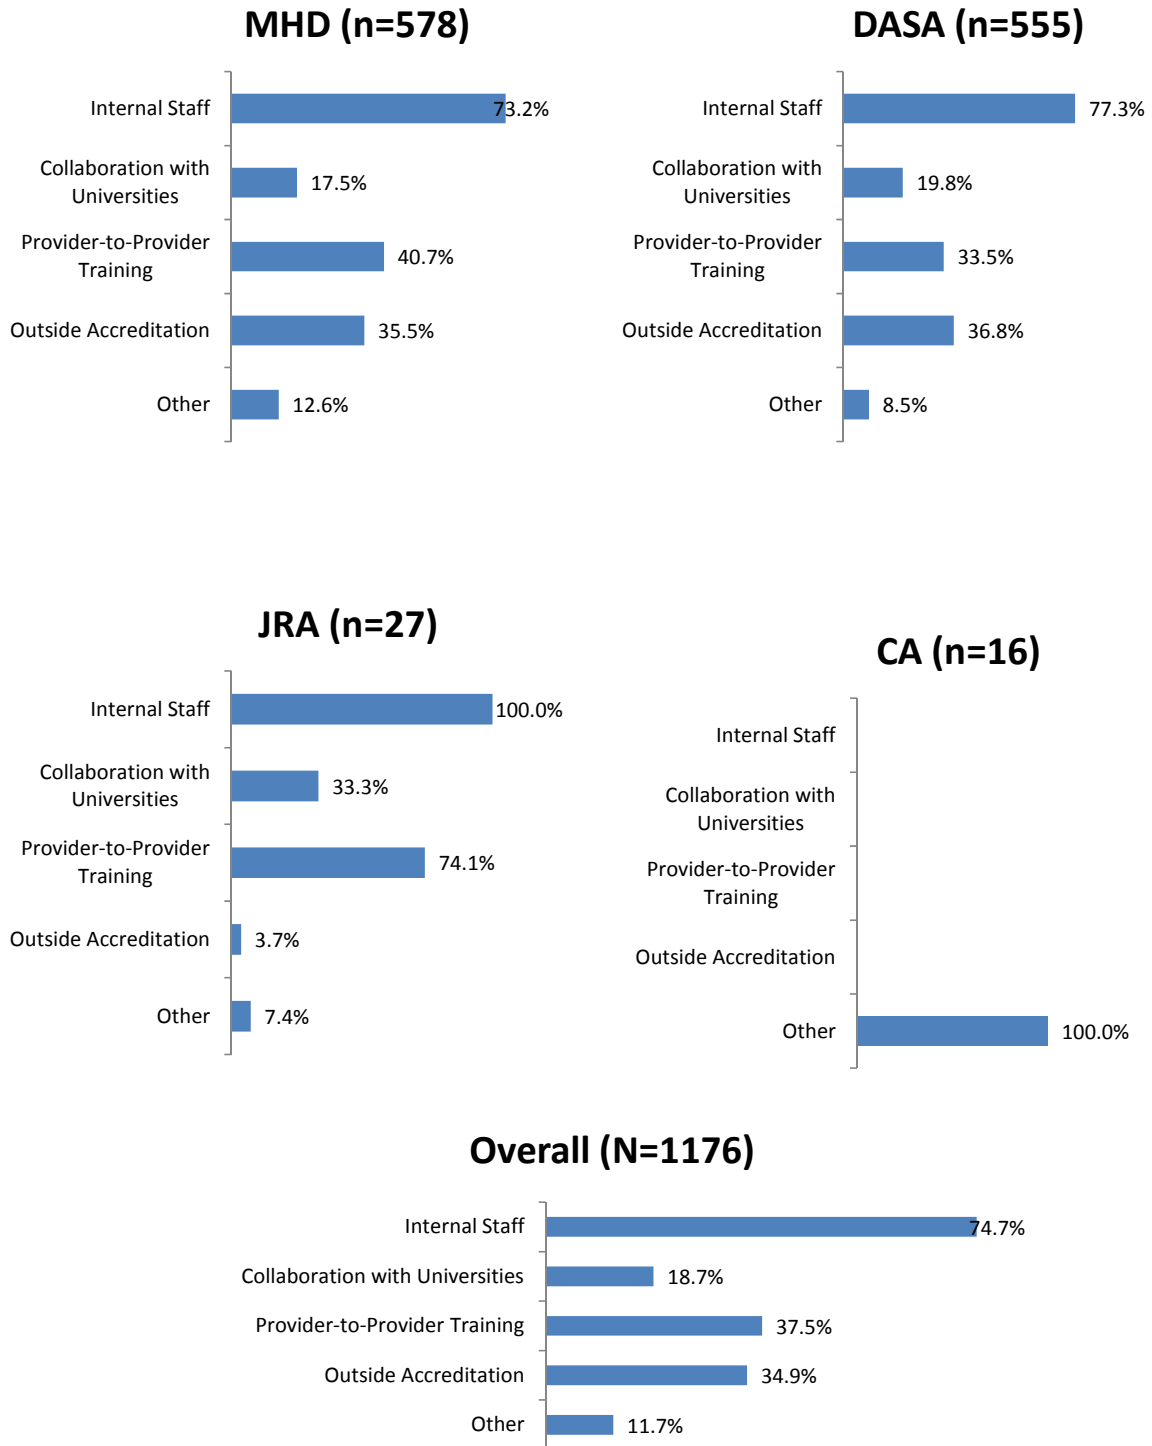 MHD (n=578)
Internal Staff
73.2%
Collaboration with
Universities
17.5%
Provider-to-Provider
Training
40.7%
Outside Accreditation
35.5%
Other
12.6%
DASA (n=555)
Internal Staff
77.3%
Collaboration with
Universities
19.8%
Provider-to-Provider
Training
33.5%
Outside Accreditation
36.8%
Other
8.5%
JRA (n=27)
Internal Staff
100.0%
Collaboration with
Universities
33.3%
Provider-to-Provider
Training
74.1%
Outside Accreditation
3.7%
Other
7.4%
CA (n=16)
Internal Staff
Collaboration with
Universities
Provider-to-Provider
Training
Outside Accreditation
Other
100.0%
Overall (N=1176)
Internal Staff
74.7%
Collaboration with Universities
18.7%
Provider-to-Provider Training
37.5%
Outside Accreditation
34.9%
Other
11.7%